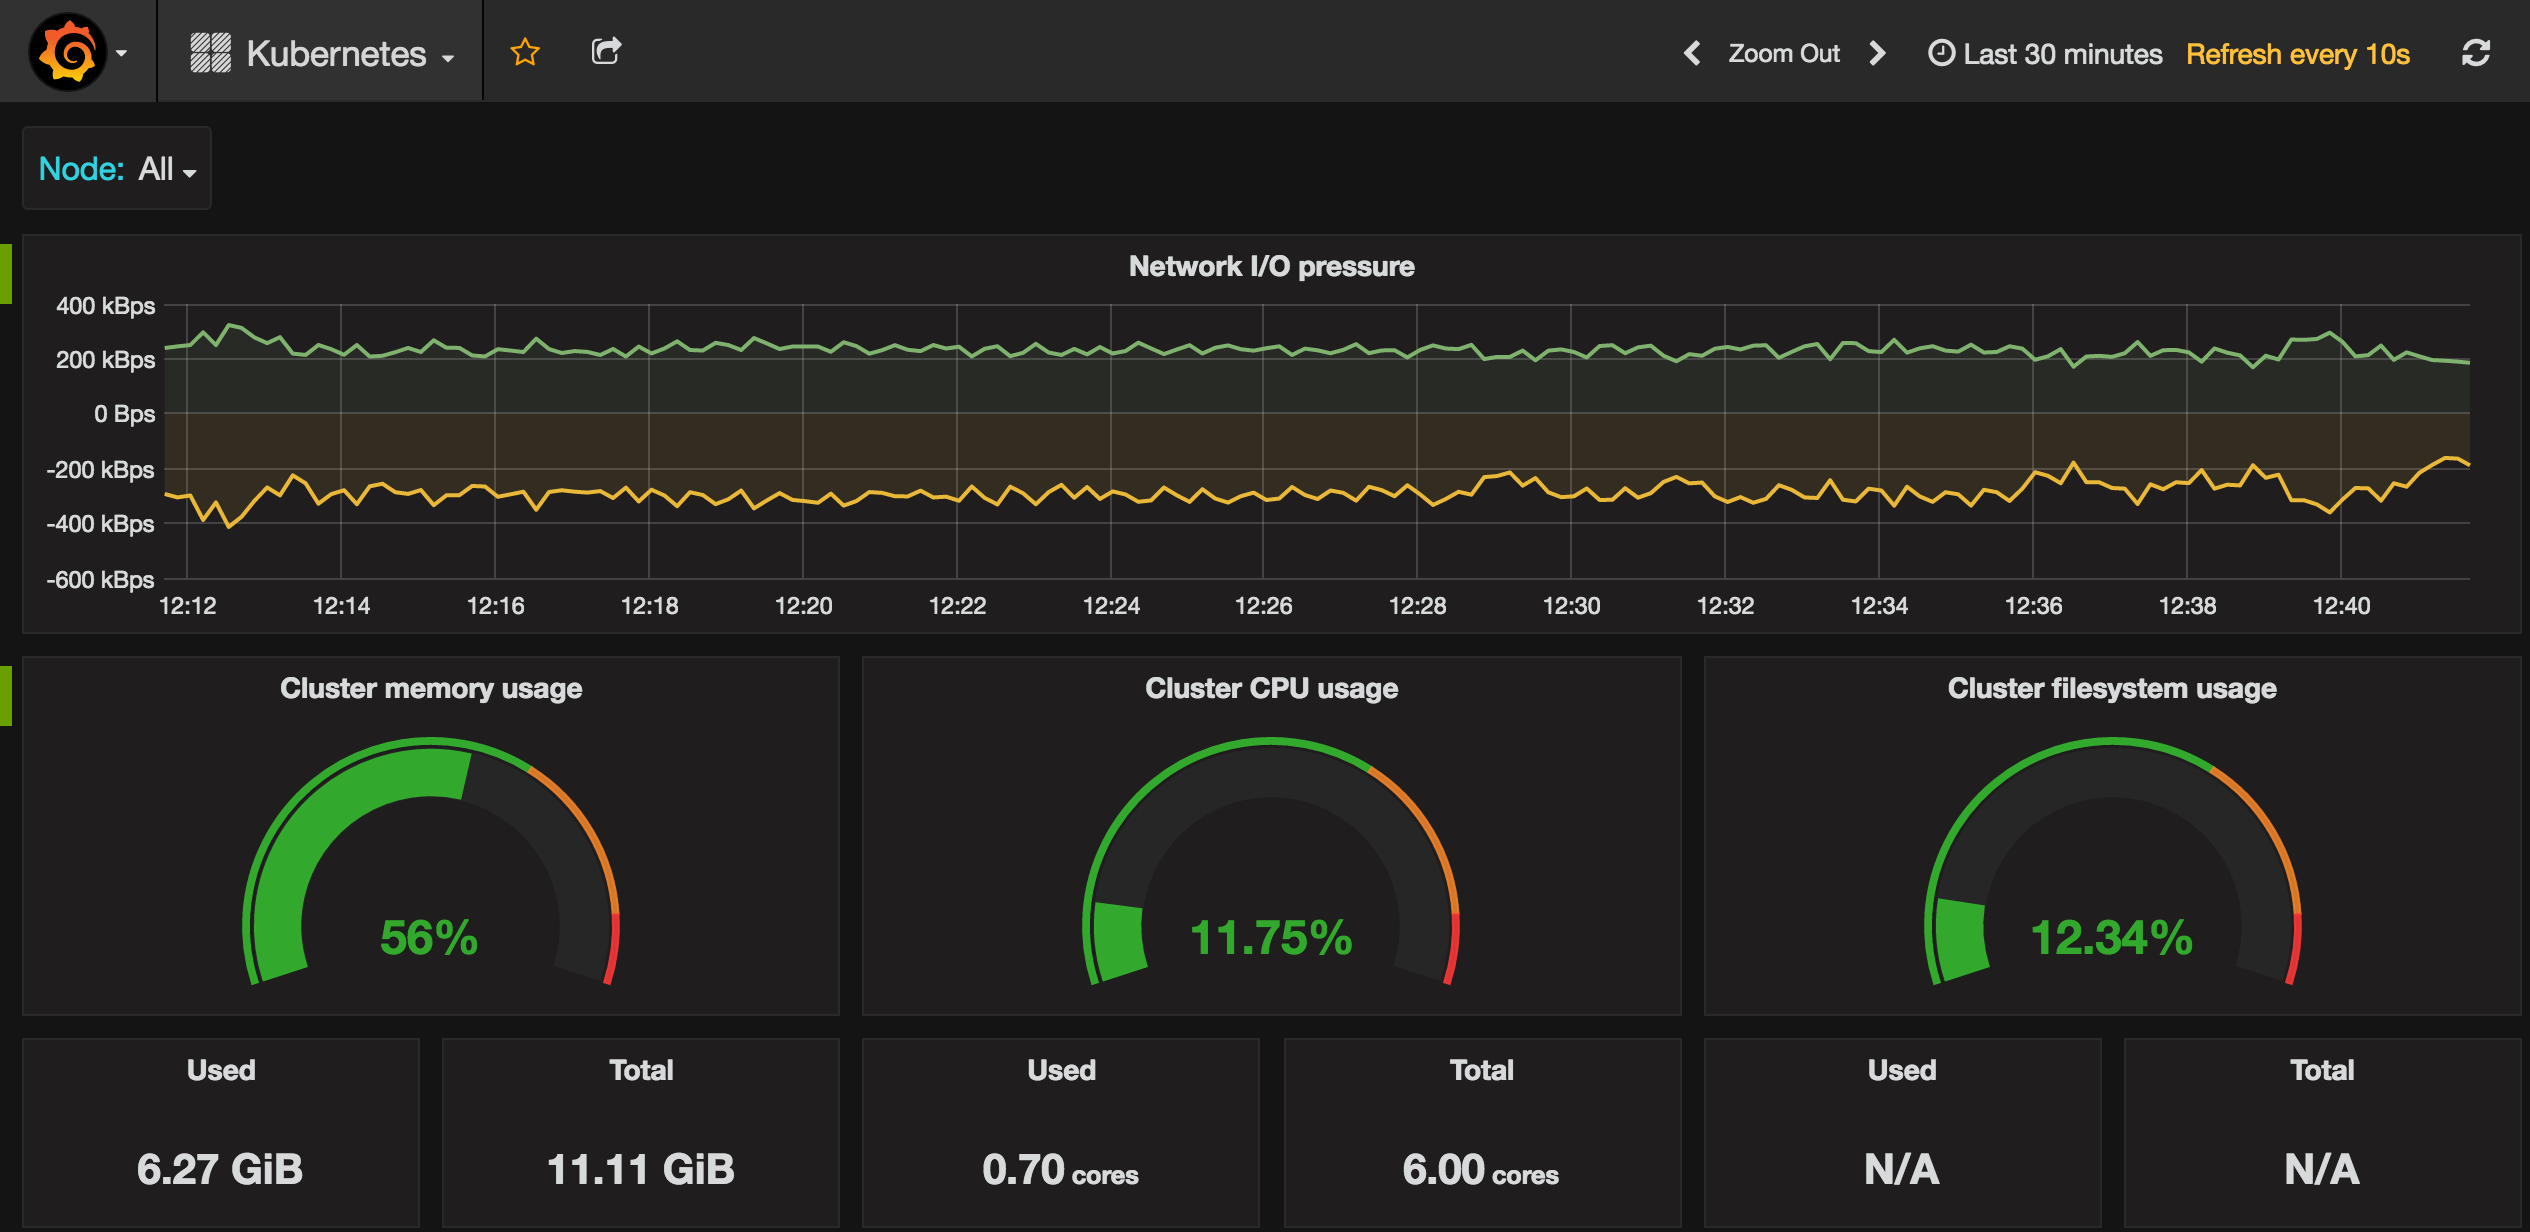 Kubernetes
Zoom Out
Last 30 minutes Refresh every 10s
Node: All
Network I/O pressure
400 kBps
200 kBps
0 Bps
-200 kBps
-400 kBps
-600 kBps
12:12 12:14 12:16 12:18 12:20 12:22 12:24 12:26 12:28 12:30 12:32 12:34 12:36 12:38 12:40
Cluster memory usage
56%
Cluster CPU usage
11.75%
Cluster filesystem usage
12.34%
Used
6.27 GiB
Total
11.11 GiB
Used
0.70 cores
Total
6.00 cores
Used
N/A
Total
N/A